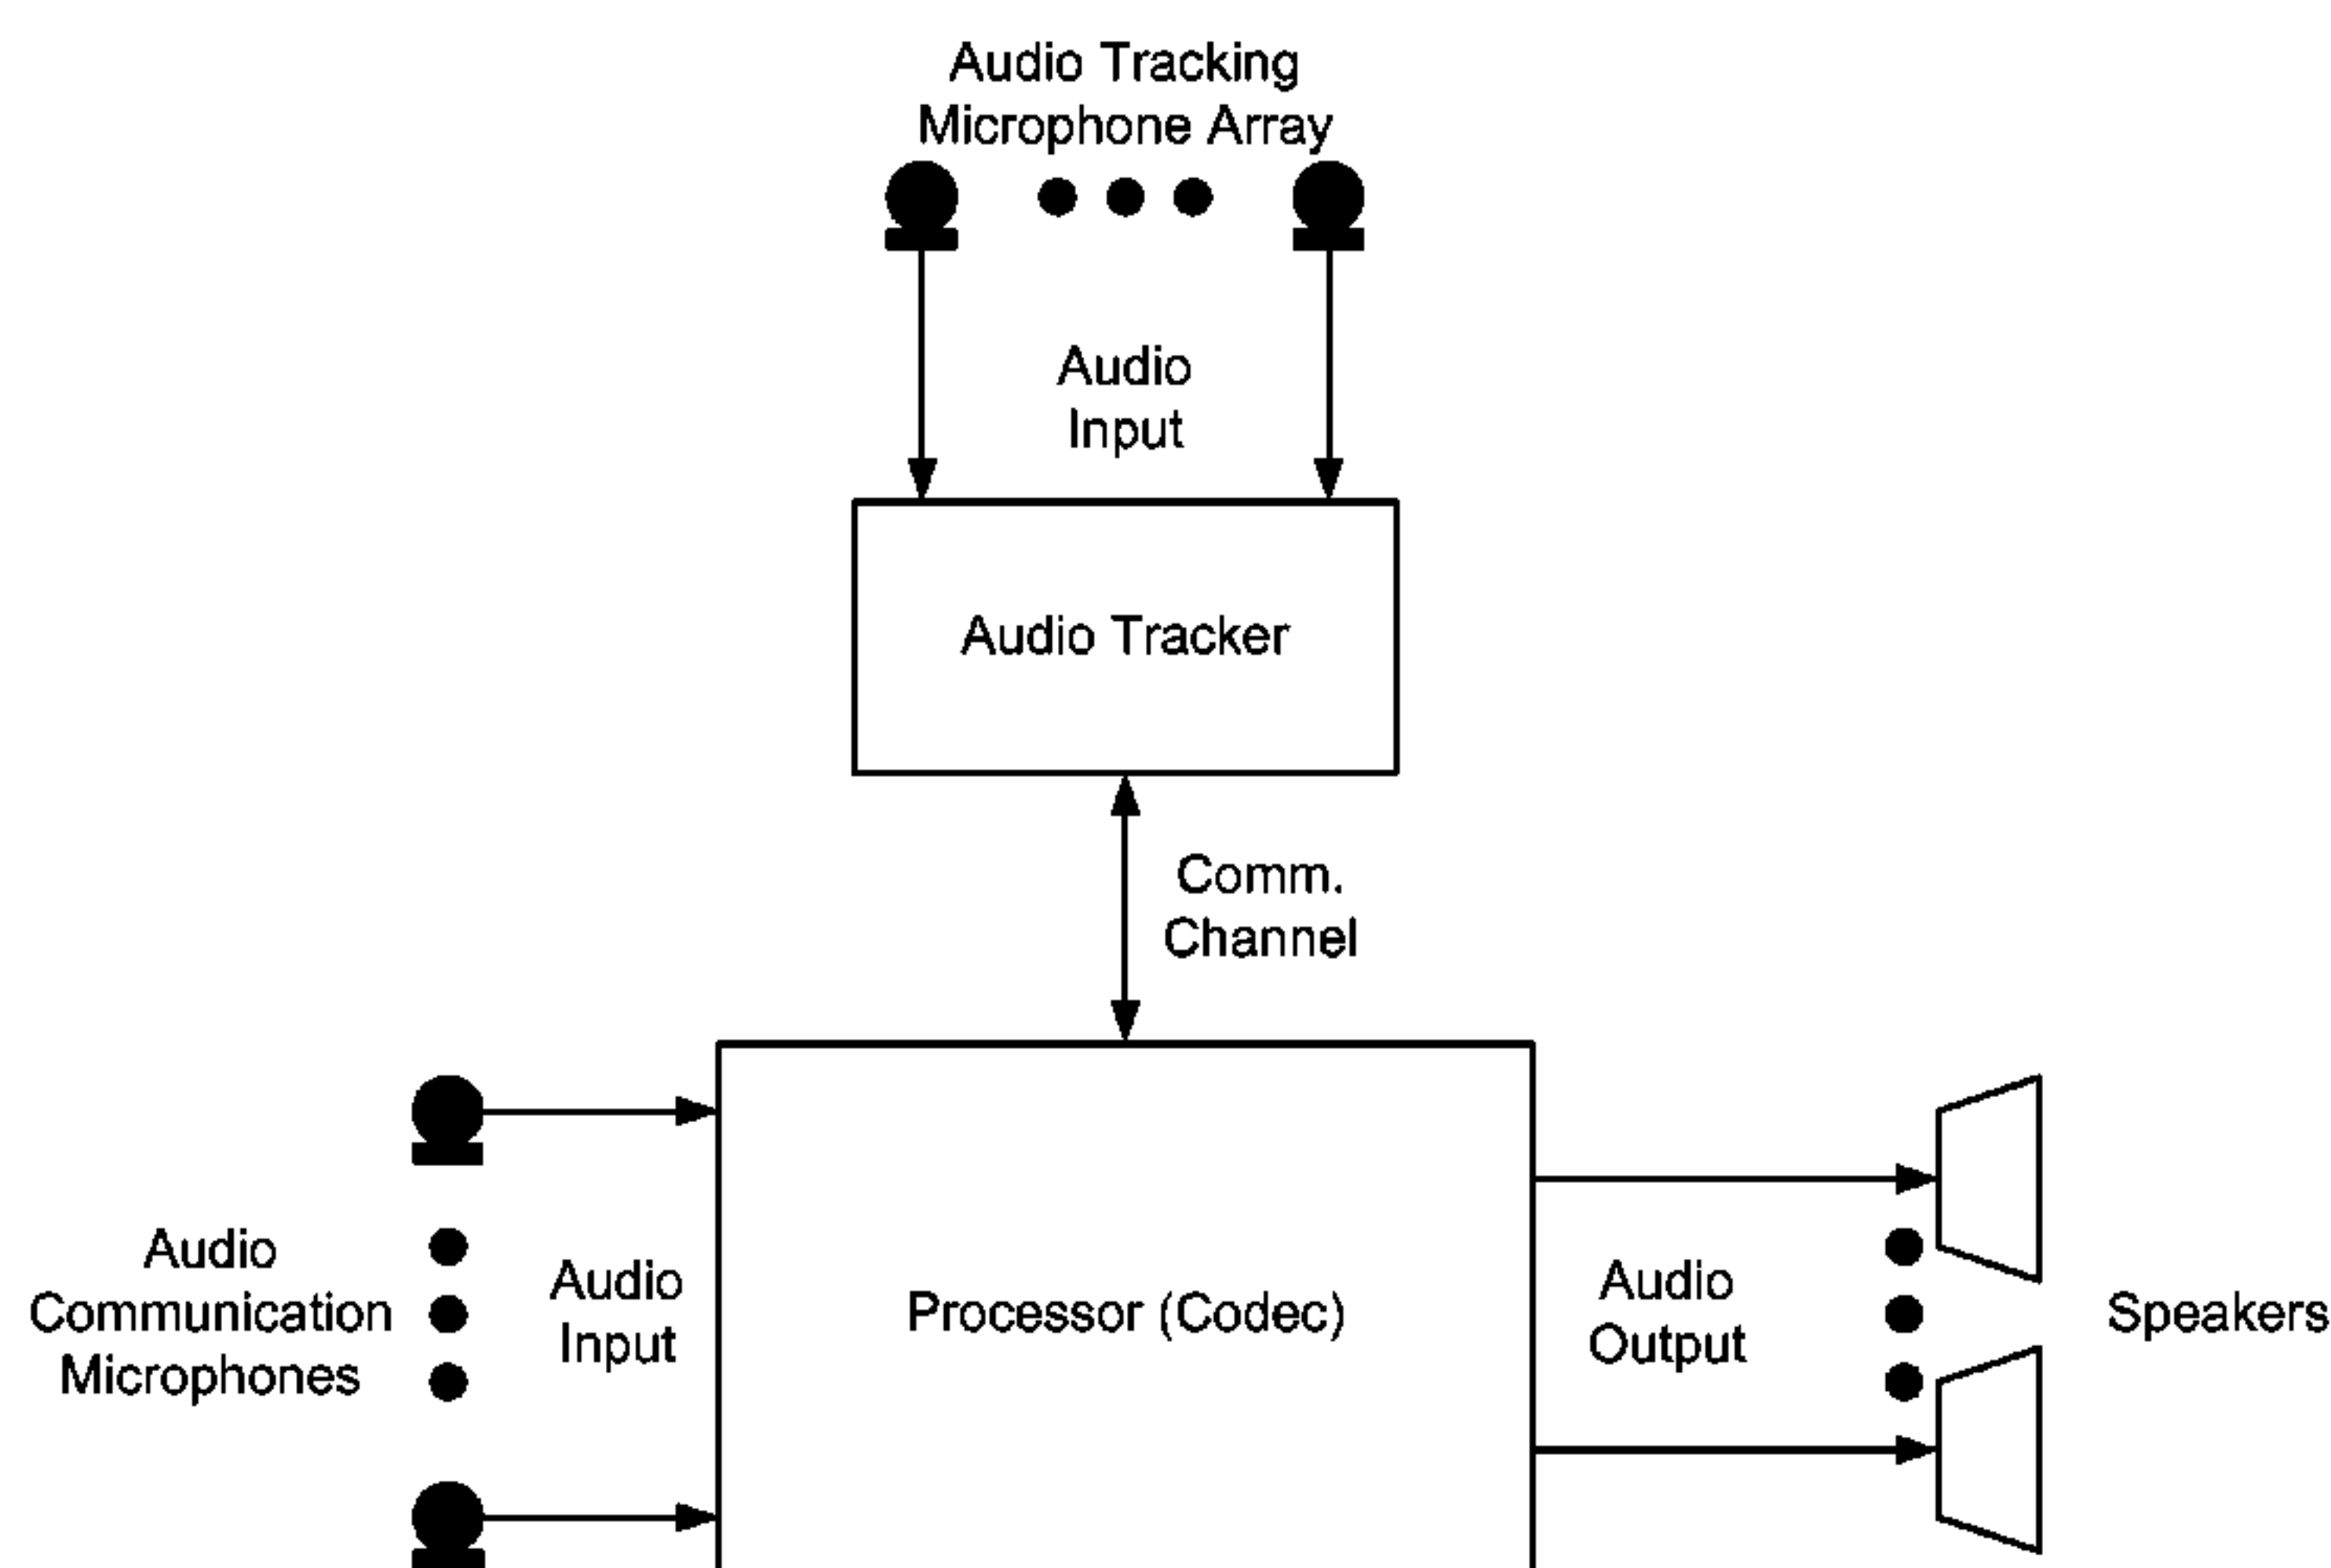 Audio Tracking
Microphone Array
Audio
Input
Audio Tracker
Comm.
Channel
Audio
Communication
Microphones
Audio
Input
Processor (Codec)
Audio
Output
Speakers